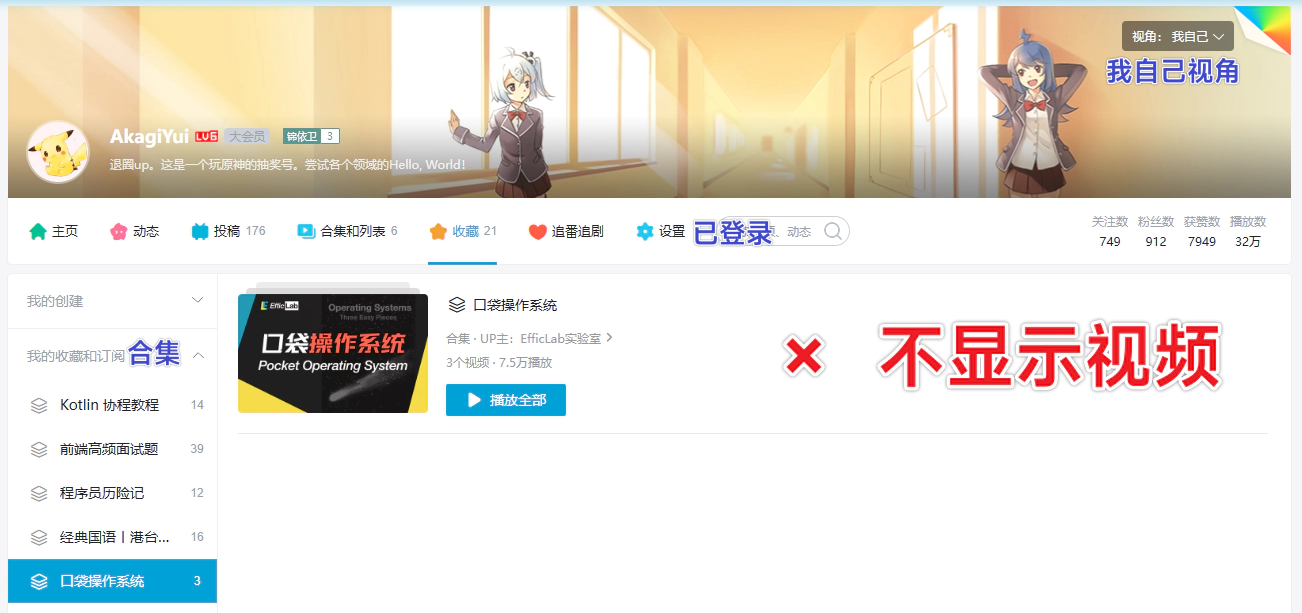 视角： 我自己
我自己视角
AkagiYui LV6 大会员 锦依卫 3
退圈up。这是一个玩原神的抽奖号。尝试各个领域的Hello, World!
主页
动态
投稿 176
合集和列表 6
收藏 21
追番追剧
设置
已登录
、动态
关注数 粉丝数 获赞数 播放数
749 912 7949 32万
我的创建
我的收藏和订阅 合集
Kotlin 协程教程 14
前端高频面试题 39
程序员历险记 12
经典国语丨港台... 16
口袋操作系统 3
EfficLab
Operating Systems
Three Easy Pieces
口袋操作系统
Pocket Operating System
口袋操作系统
合集 · UP主： EfficLab实验室
3个视频 · 7.5万播放
播放全部
不显示视频